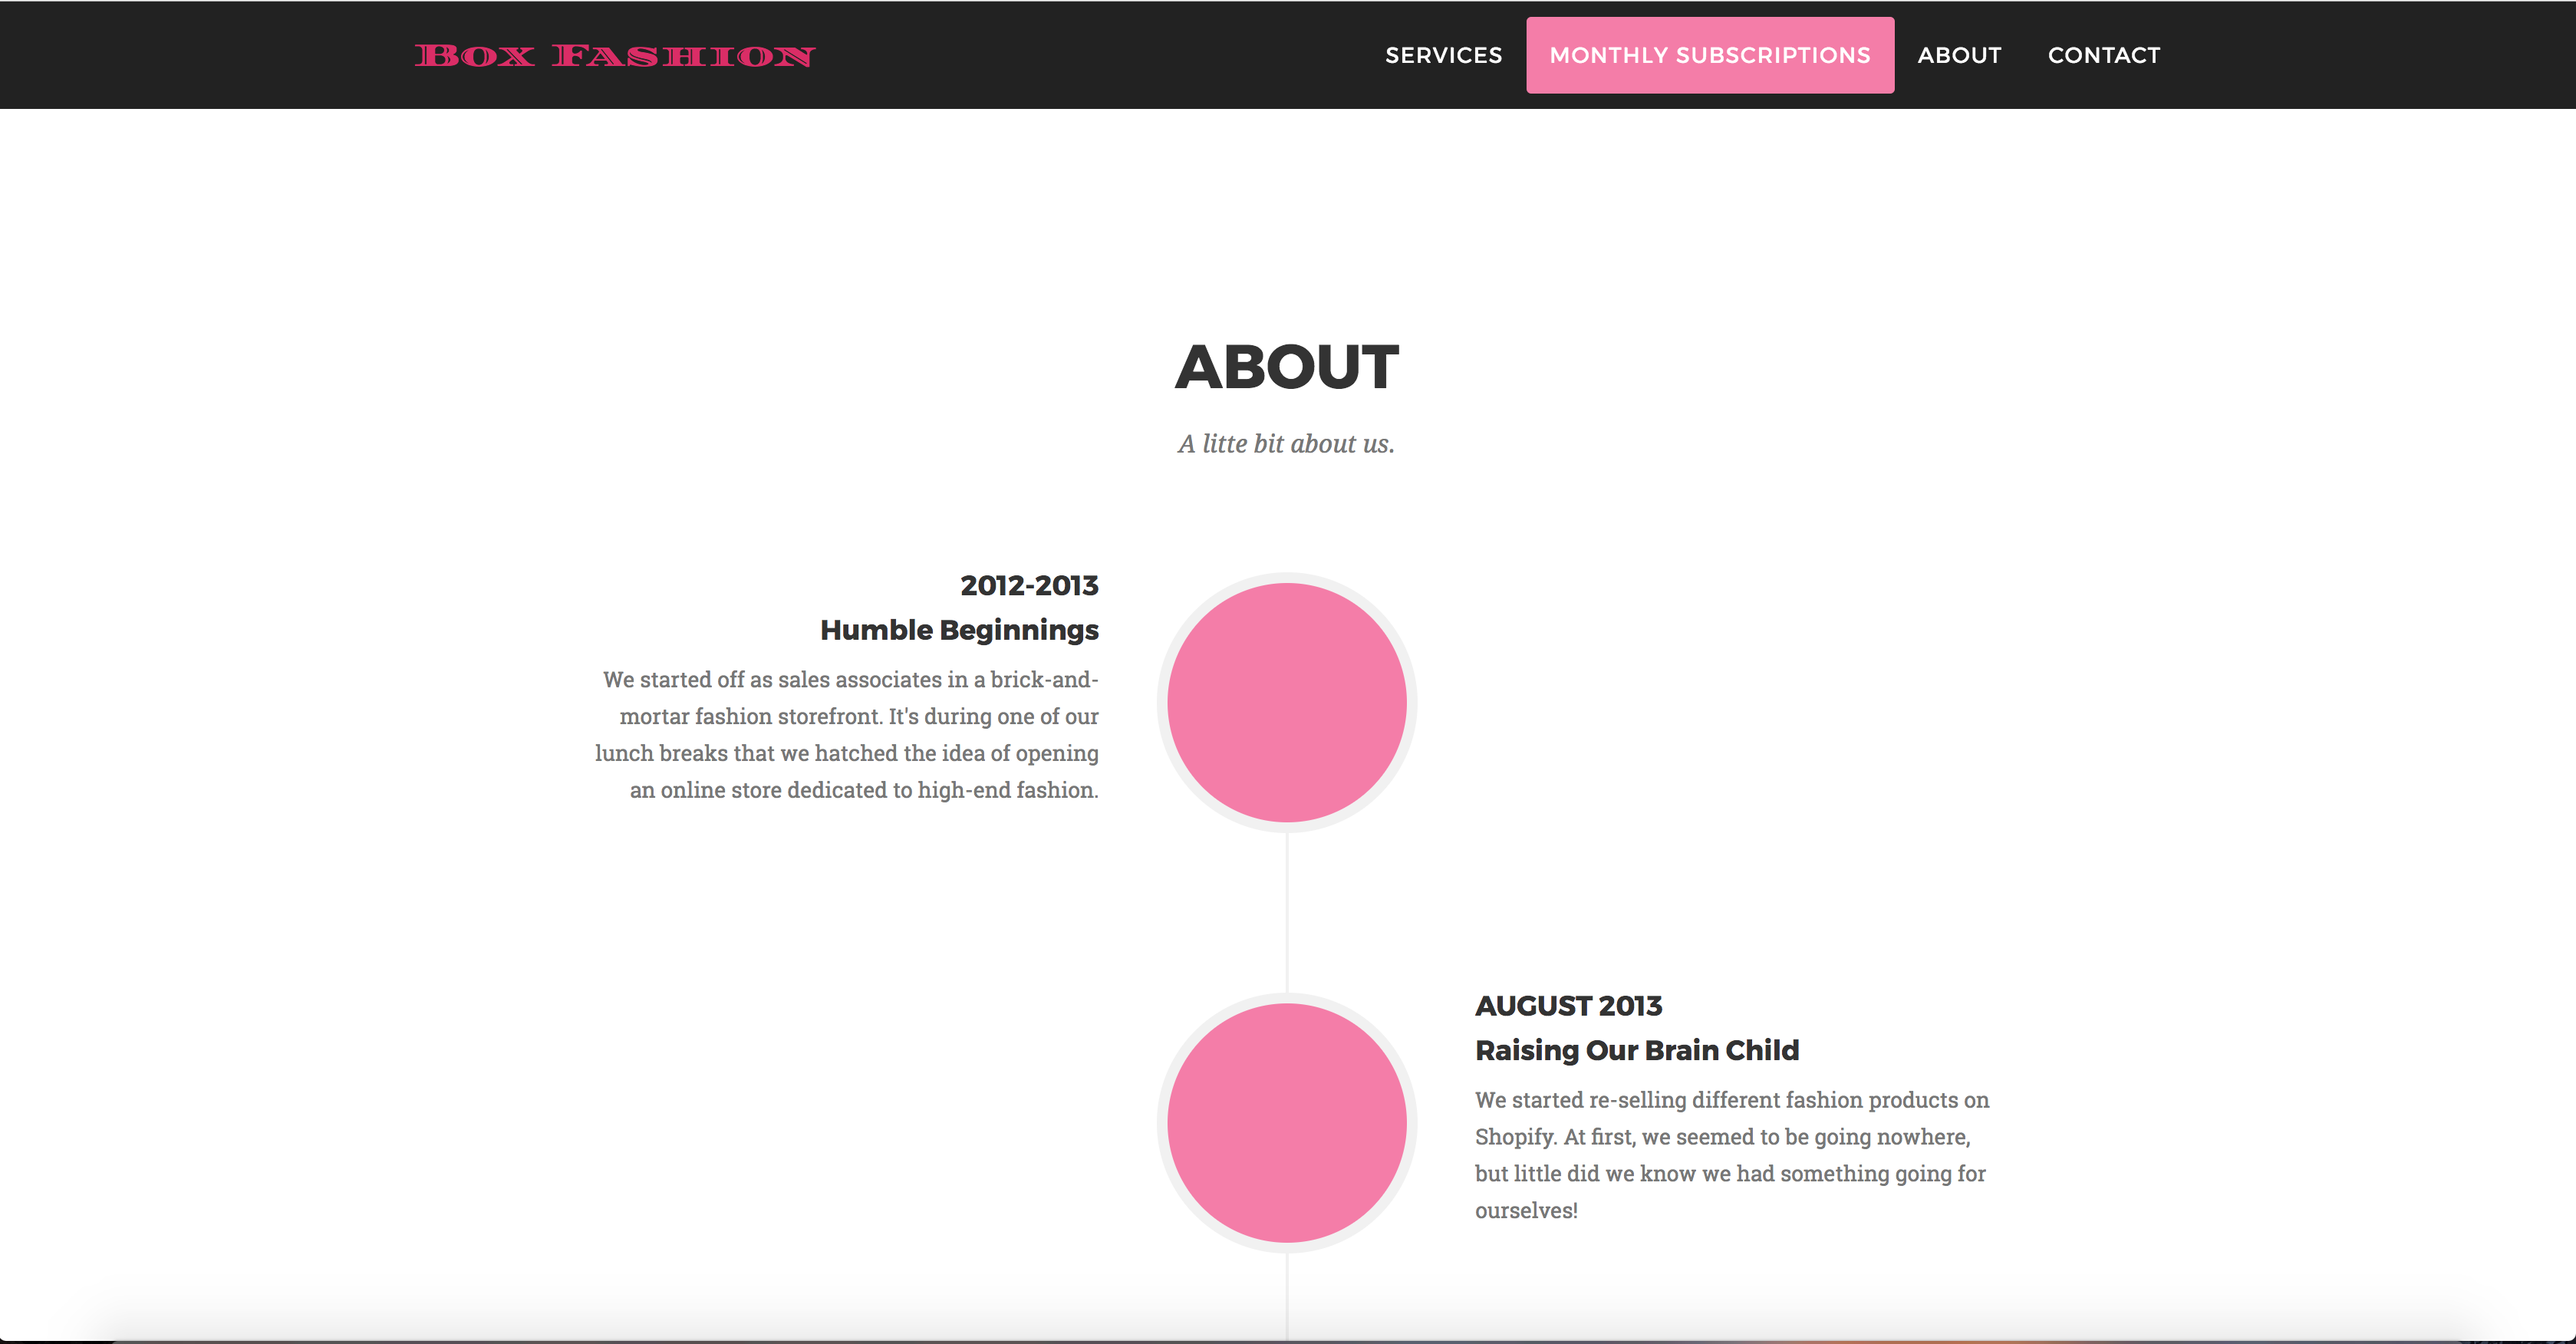 Box Fashion
SERVICES
MONTHLY SUBSCRIPTIONS
ABOUT
CONTACT
ABOUT
A litte bit about us.
2012-2013
Humble Beginnings
We started off as sales associates in a brick-and-
mortar fashion storefront. It's during one of our
lunch breaks that we hatched the idea of opening
an online store dedicated to high-end fashion.
AUGUST 2013
Raising Our Brain Child
We started re-selling different fashion products on
Shopify. At first, we seemed to be going nowhere,
but little did we know we had something going for
ourselves!